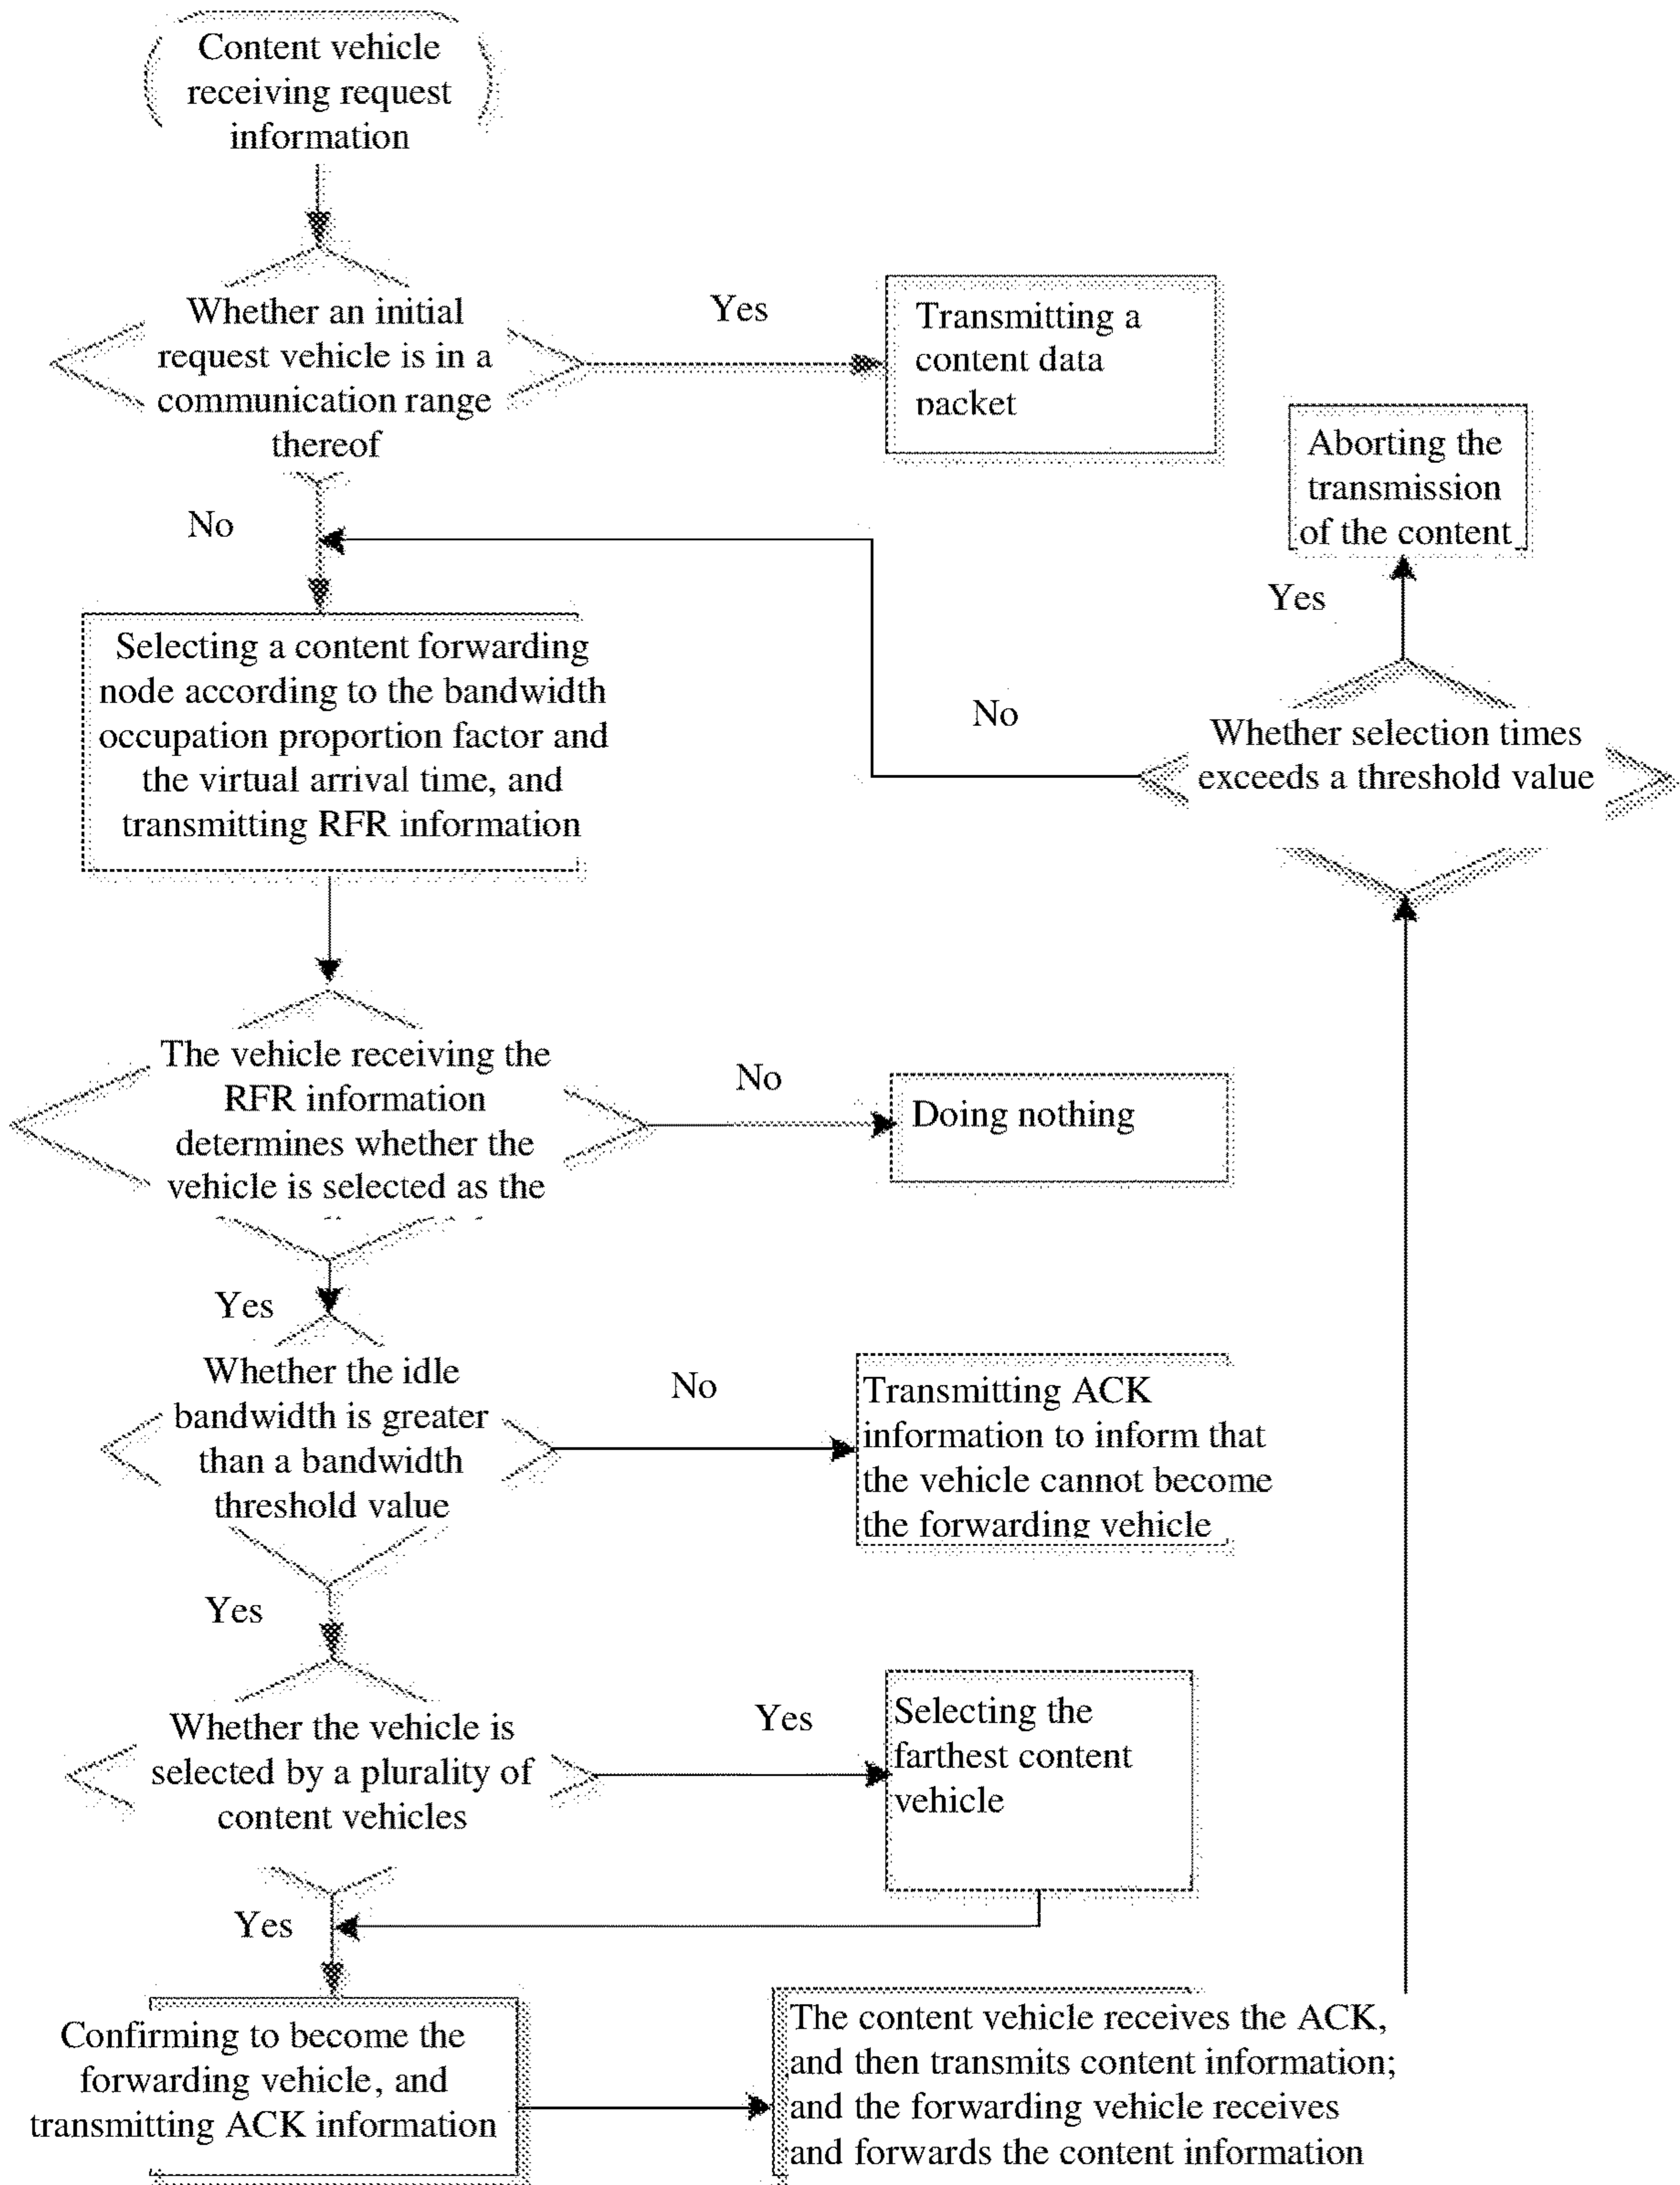 Content vehicle
receiving request
information
Whether an initial
request vehicle is in a
communication range
thereof
Yes
Transmitting a
content data
packet
Aborting the
transmission
of the content
Yes
No
Selecting a content forwarding
node according to the bandwidth
occupation proportion factor and
the virtual arrival time, and
transmitting RFR information
No
Whether selection times
exceeds a threshold value
The vehicle receiving the
RFR information
determines whether the
vehicle is selected as the
No
Doing nothing
Yes
Whether the idle
bandwidth is greater
than a bandwidth
threshold value
No
Transmitting ACK
information to inform that
the vehicle cannot become
the forwarding vehicle
Yes
Whether the vehicle is
selected by a plurality of
content vehicles
Yes
Selecting the
farthest content
vehicle
Yes
Confirming to become the
forwarding vehicle, and
transmitting ACK information
The content vehicle receives the ACK,
and then transmits content information;
and the forwarding vehicle receives
and forwards the content information